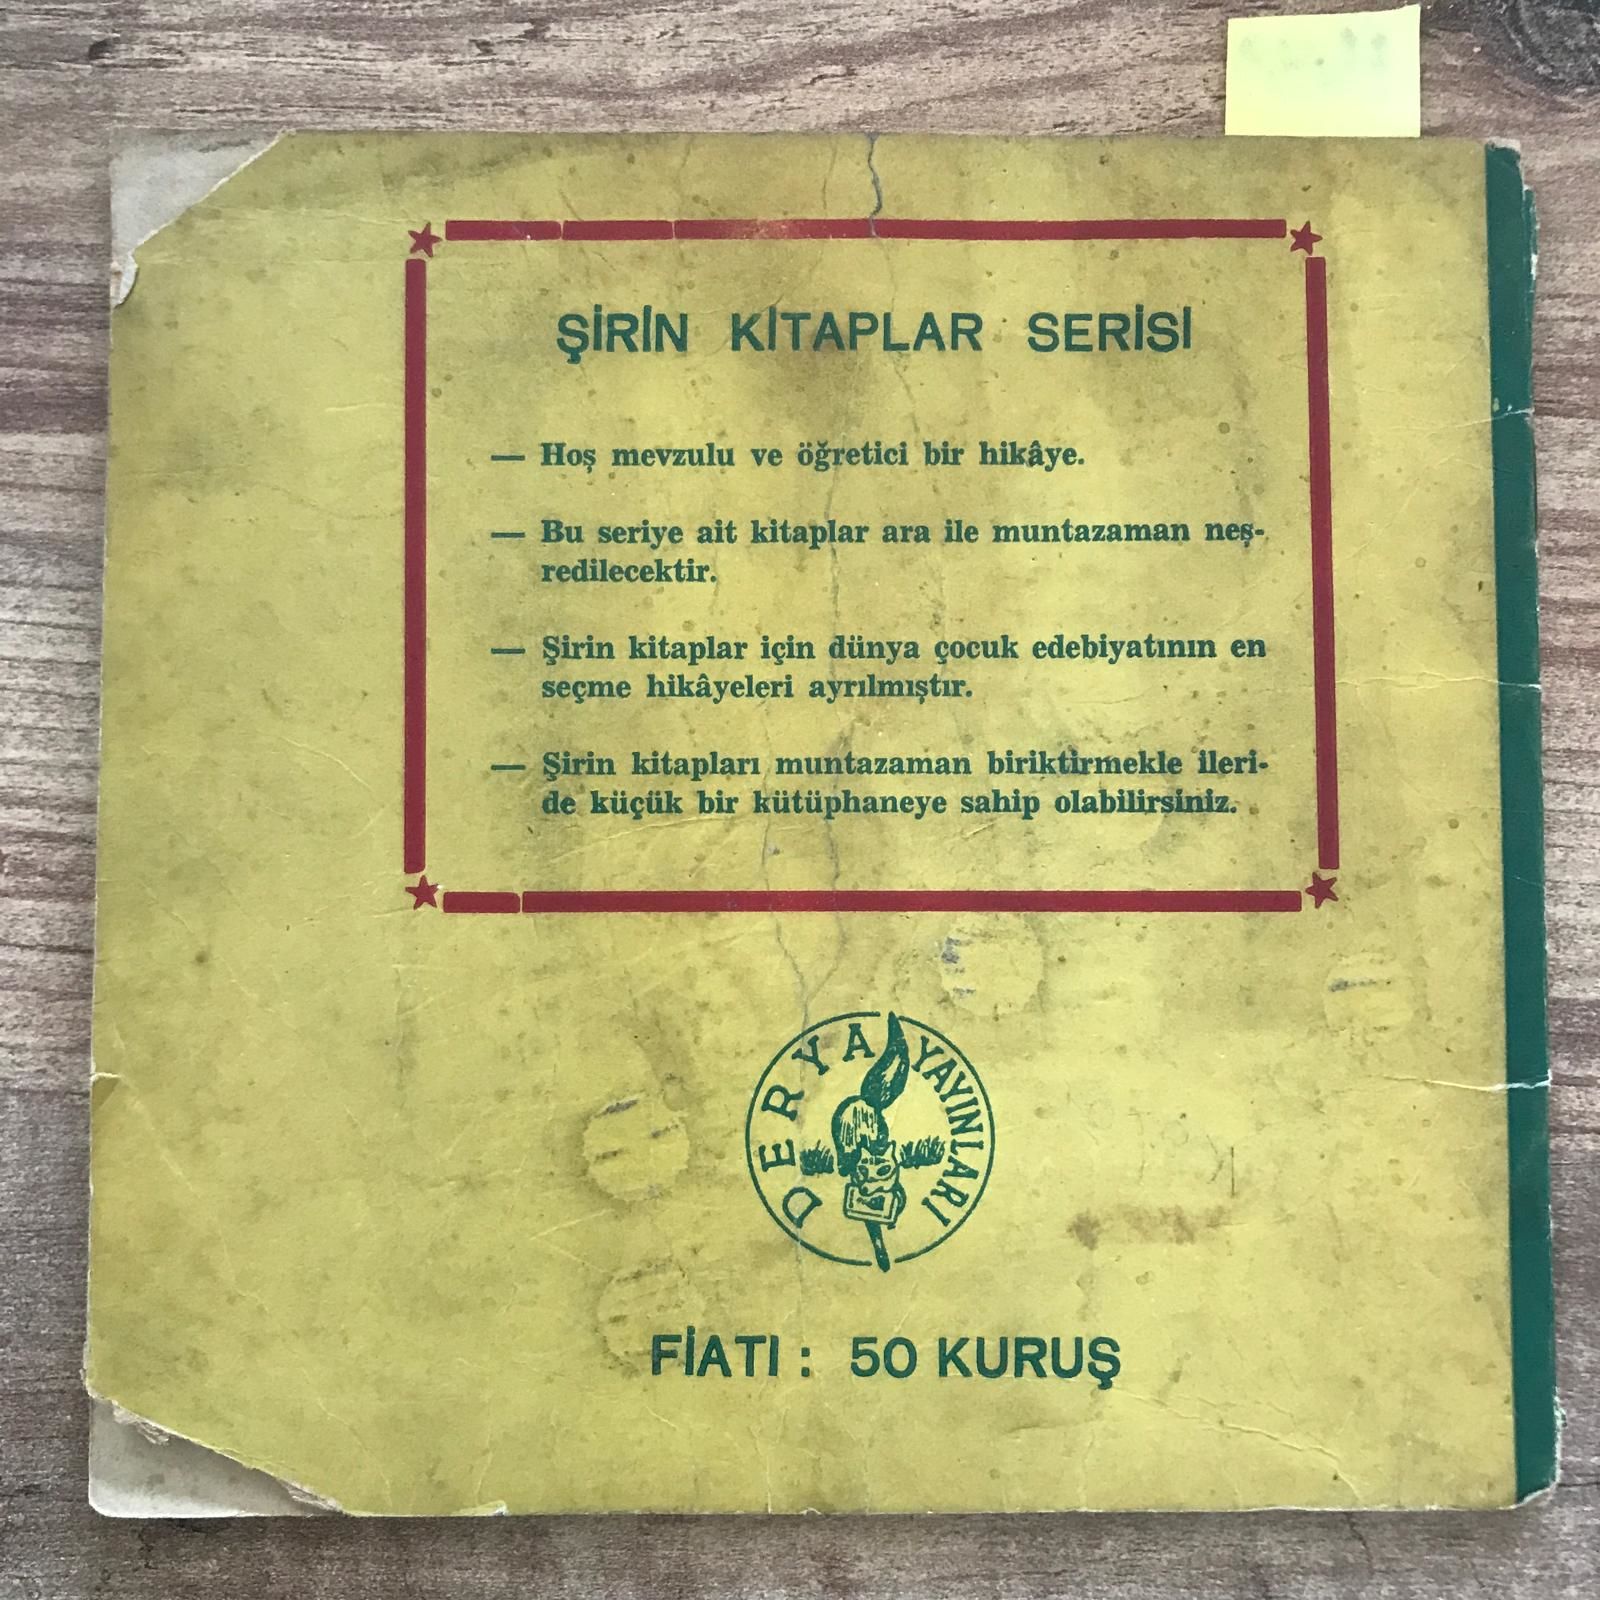 ŞİRİN KİTAPLAR SERİSİ
— Hoş mevzulu ve öğretici bir hikâye.
— Bu seriye ait kitaplar ara ile muntazaman neş-
redilecektir.
— Şirin kitaplar için dünya çocuk edebiyatının en
seçme hikâyeleri ayrılmıştır.
— Şirin kitapları muntazaman biriktirmekle ileri-
de küçük bir kütüphaneye sahip olabilirsiniz.
DERYA YAYINLARI
FİATI : 50 KURUŞ